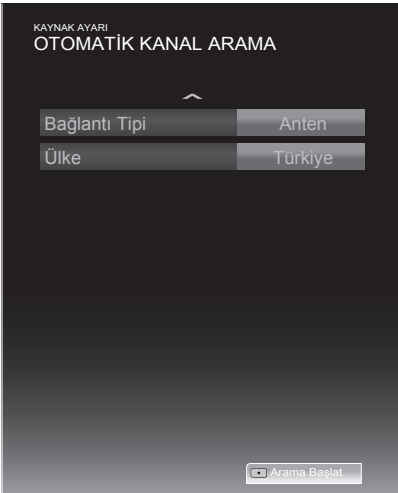 KAYNAK AYARI
OTOMATİK KANAL ARAMA
Bağlantı Tipi Anten
Ülke Türkiye
Arama Başlat